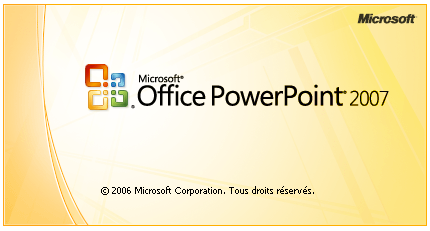 Microsoft
Microsoft®
Office PowerPoint® 2007
© 2006 Microsoft Corporation. Tous droits réservés.